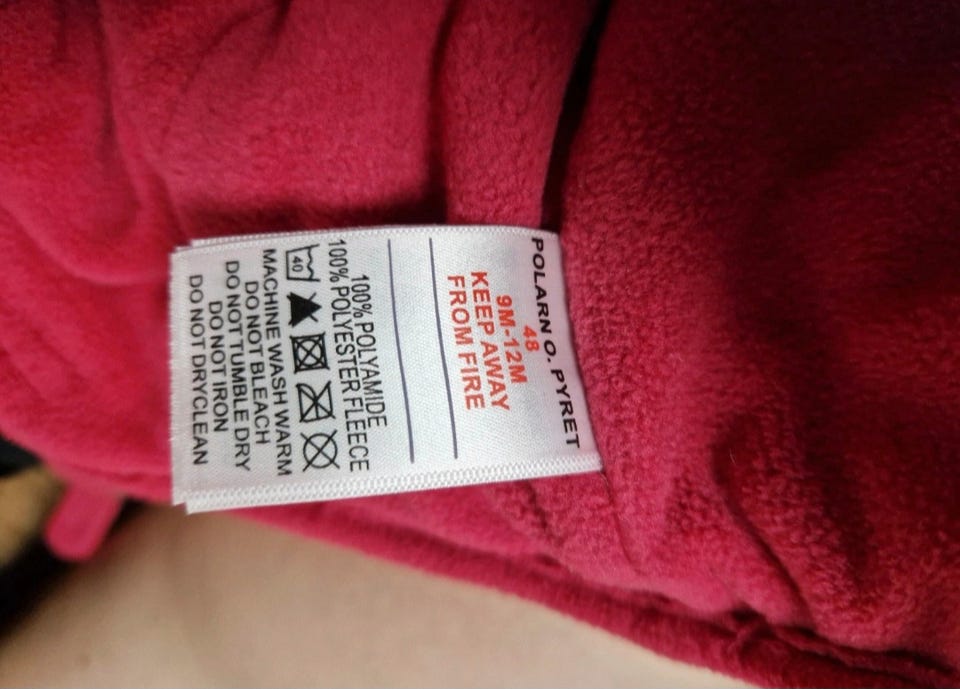 POLARN O. PYRET
48
9M-12M
KEEP AWAY
FROM FIRE
100% POLYAMIDE
100% POLYESTER FLEECE
40
MACHINE WASH WARM
DO NOT BLEACH
DO NOT TUMBLE DRY
DO NOT IRON
DO NOT DRYCLEAN